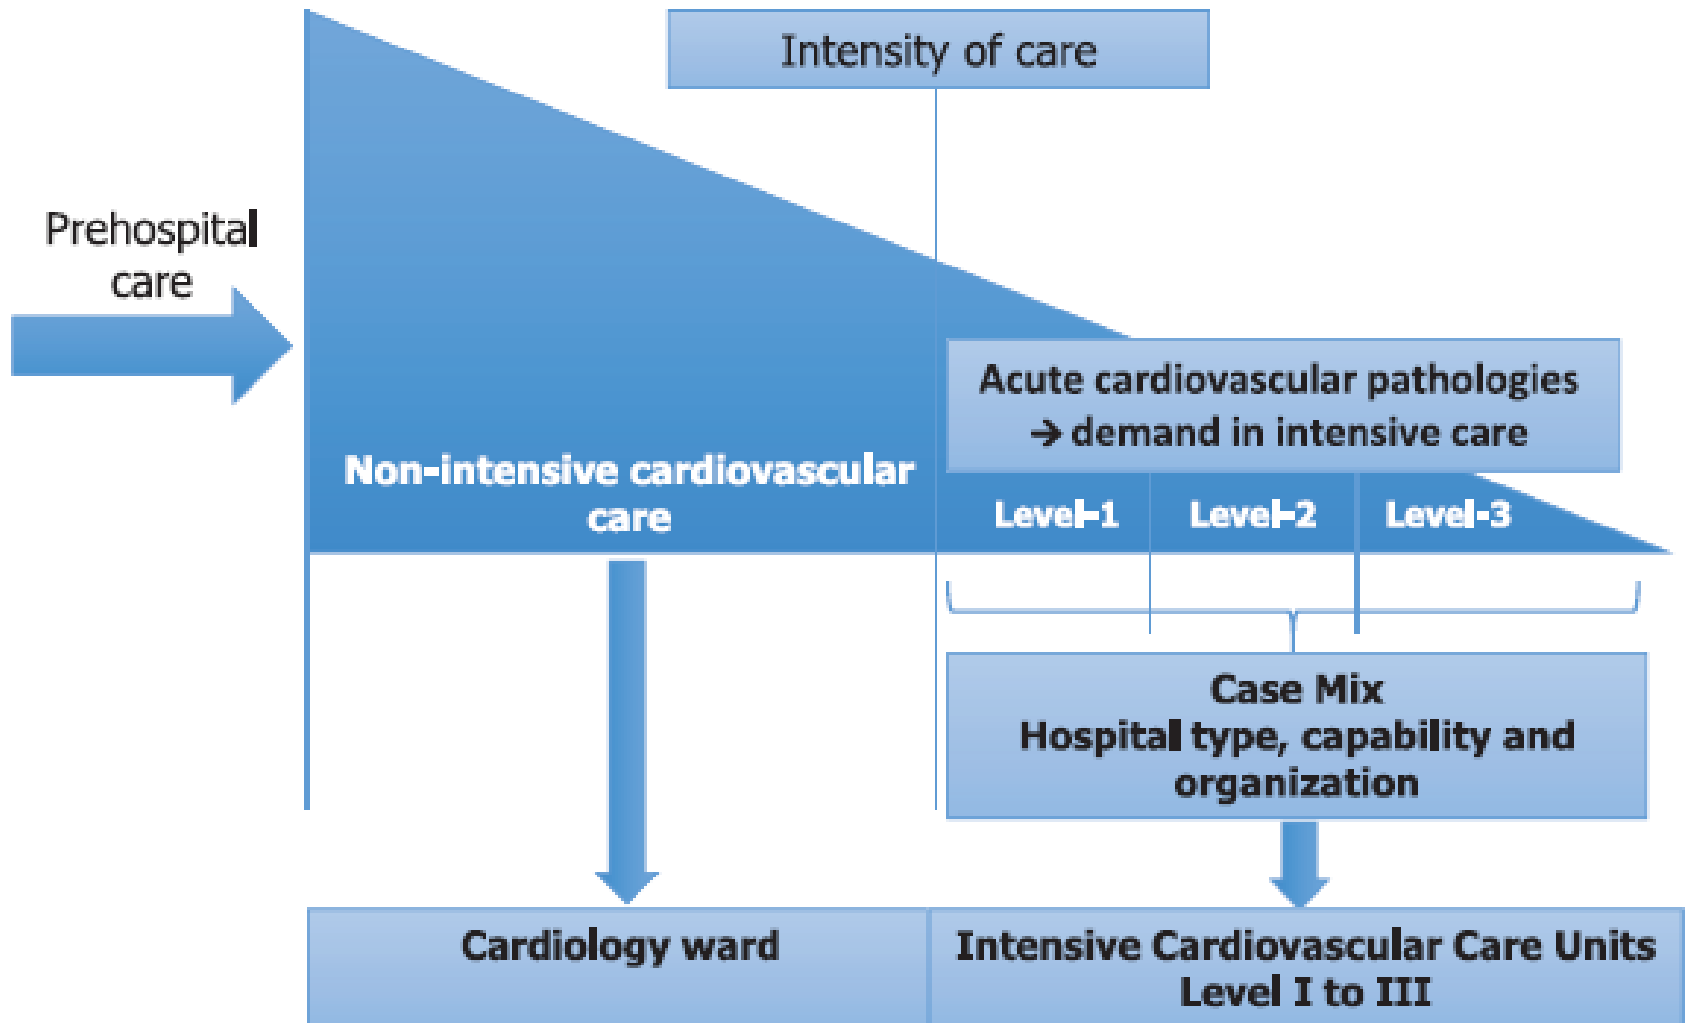 Intensity of care
Prehospital
care
Acute cardiovascular pathologies
→ demand in intensive care
Non-intensive cardiovascular
care
Level-1
Level-2
Level-3
Case Mix
Hospital type, capability and
organization
Cardiology ward
Intensive Cardiovascular Care Units
Level I to III